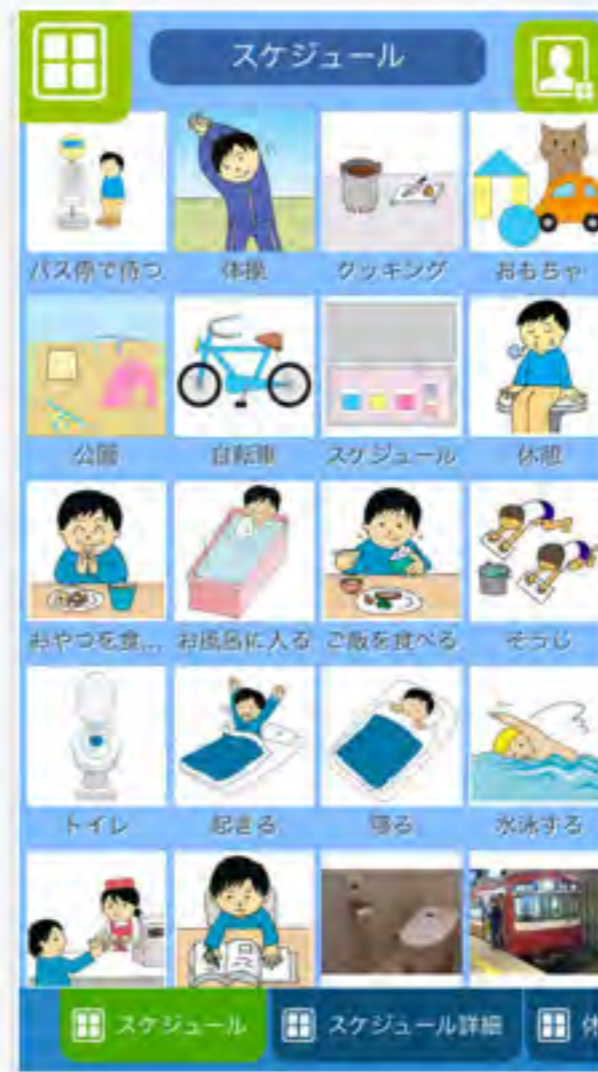 スケジュール
バス停で待つ
体操
クッキング
おもちゃ
公園
自転車
スケジュール
休憩
おやつを食...
お風呂に入る
ご飯を食べる
そうじ
トイレ
起きる
寝る
水泳する
スケジュール
スケジュール詳細
休